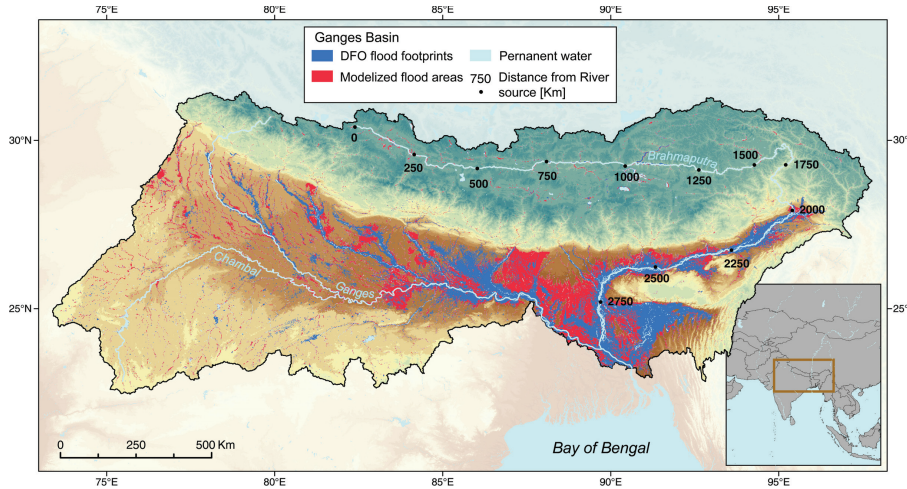 75°E 80°E 85°E 90°E 95°E
Ganges Basin
DFO flood footprints
Modelized flood areas
Pernanent water
750 Distance from River
source [Km]
30°N 30°N
25°N 25°N
0
250
500
750
1000
1250
1500
1750
2000
2250
2500
2750
Brahmaputra
Chambal
Ganges
Bay of Bengal
0 250 500 Km
75°E 80°E 85°E 90°E 95°E